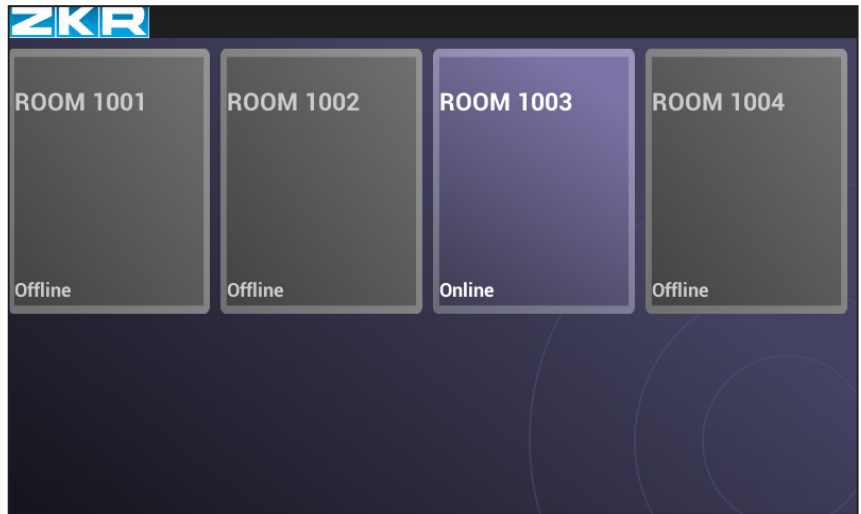 ZKR
ROOM 1001
ROOM 1002
ROOM 1003
ROOM 1004
Offline
Offline
Online
Offline